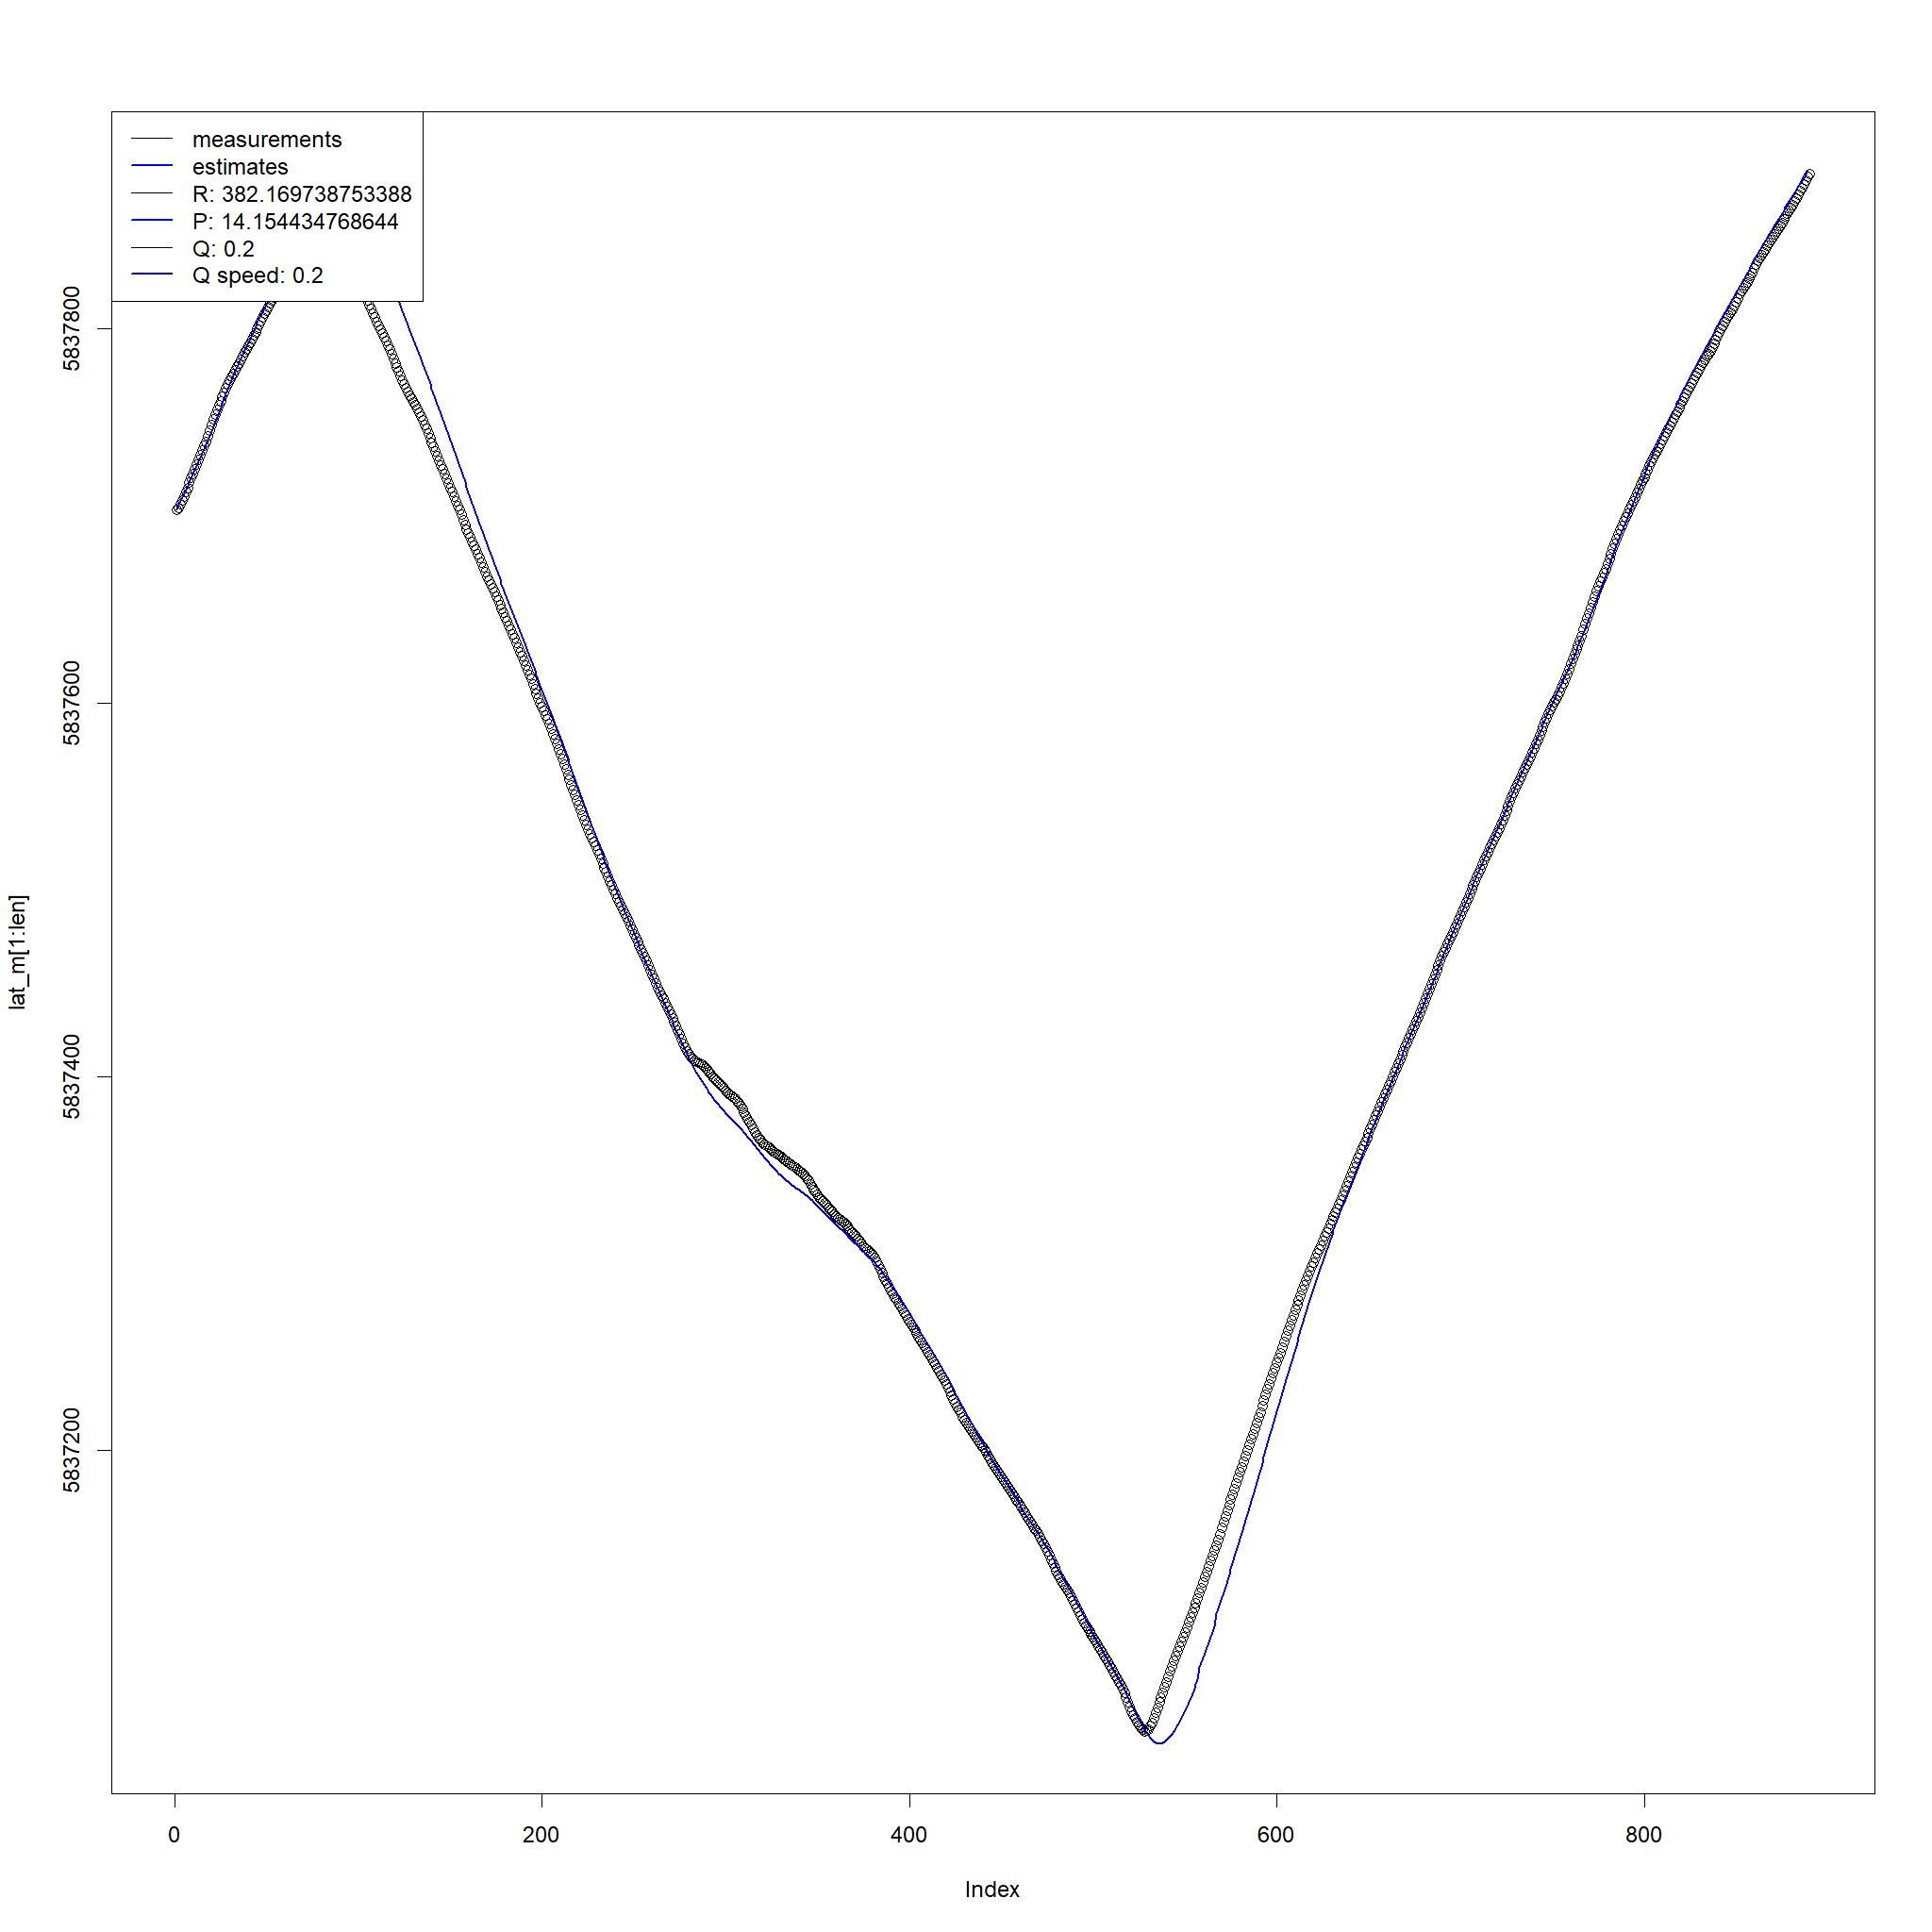 measurements
estimates
R: 382.169738753388
P: 14.154434768644
Q: 0.2
Q speed: 0.2
5837800
5837600
5837400
5837200
lat_m[1:len]
0 200 400 600 800
Index